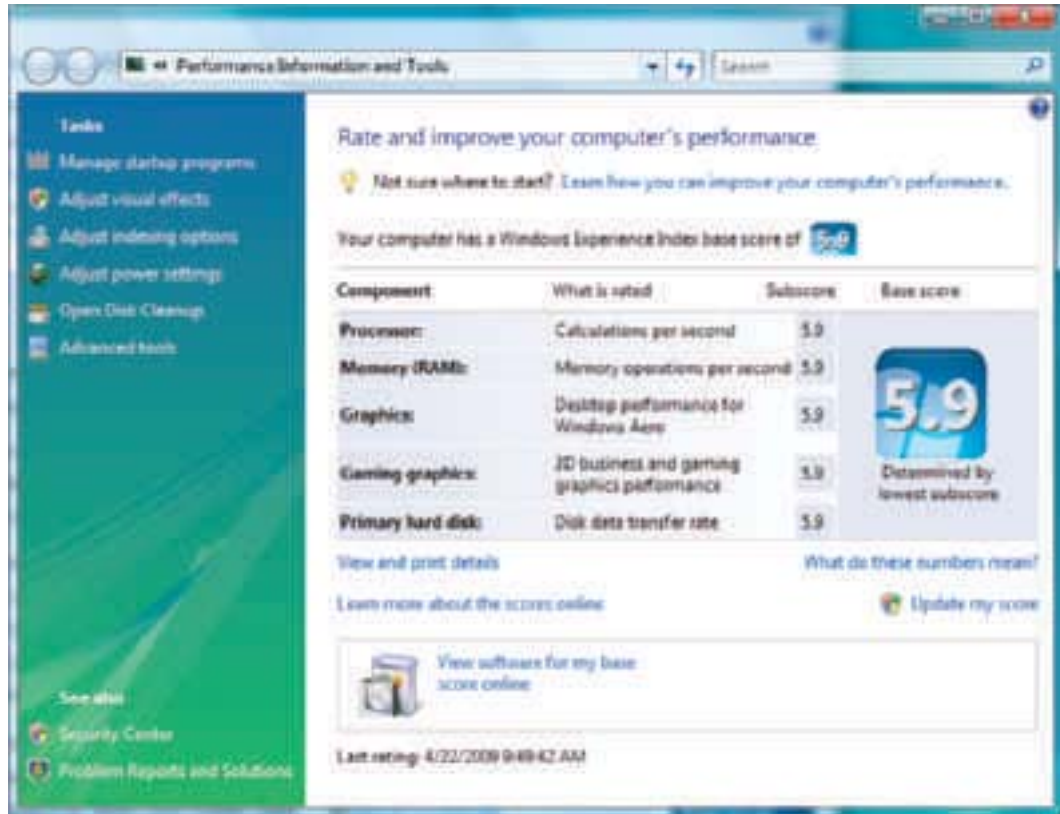 Performance Information and Tools
Search
Tasks
Manage startup programs
Adjust visual effects
Adjust indexing options
Adjust power settings
Open Disk Cleanup
Advanced tools
See also
Security Center
Problem Reports and Solutions
Rate and improve your computer's performance
Not sure where to start? Learn how you can improve your computer's performance.
Your computer has a Windows Experience Index base score of 5.9
Component What is rated Subscore Base score
Processor: Calculations per second 5.9
Memory (RAM): Memory operations per second 5.9
Graphics: Desktop performance for
Windows Aero 5.9
Gaming graphics: 3D business and gaming
graphics performance 5.9
Primary hard disk: Disk data transfer rate 5.9
5.9
Determined by
lowest subscore
View and print details What do these numbers mean?
Learn more about the scores online Update my score
View software for my base
score online
Last rating: 4/22/2009 9:49:42 AM